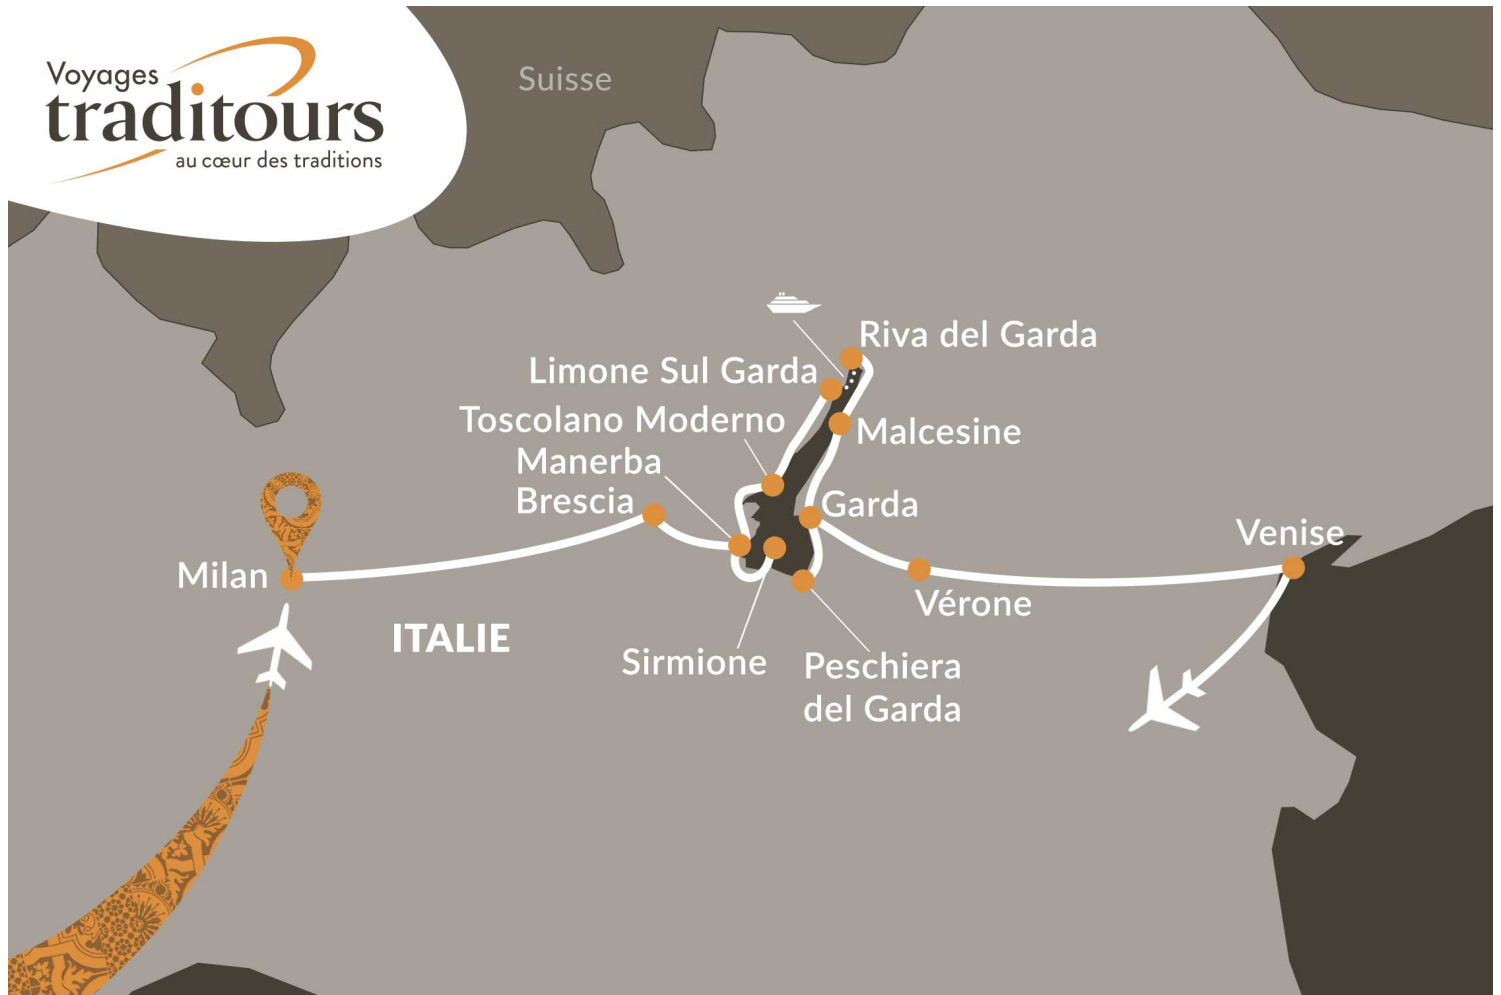 Voyages
traditours
au cœur des traditions
Suisse
Riva del Garda
Limone Sul Garda
Toscolano Moderno
Malcesine
Manerba
Brescia
Garda
Venise
Milan
Vérone
ITALIE
Sirmione
Peschiera
del Garda